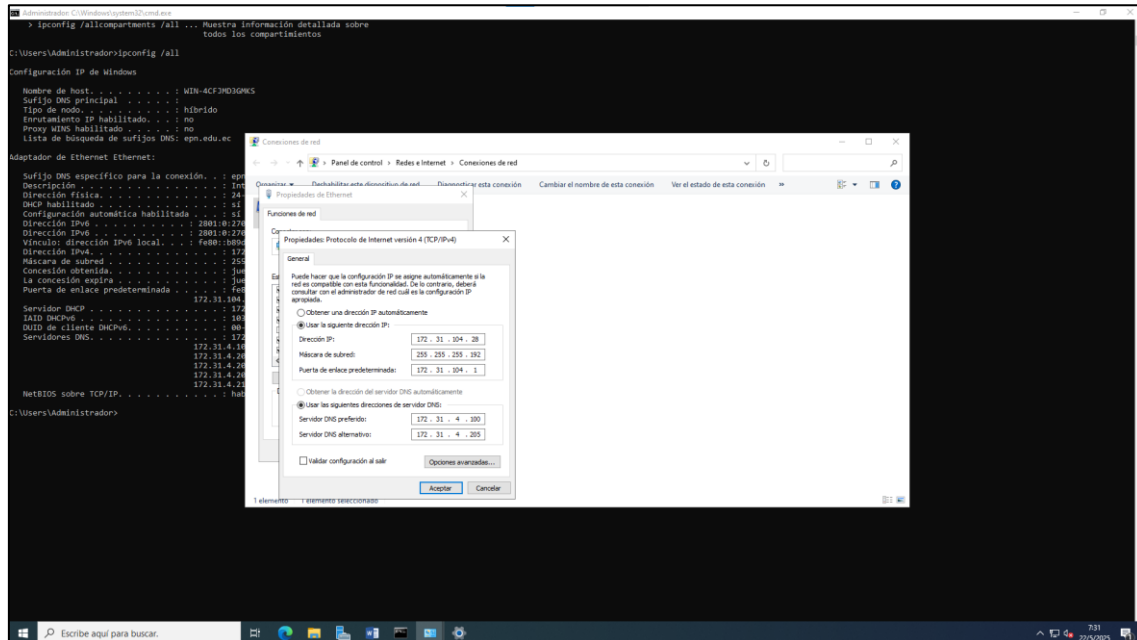 Administrador: C:\Windows\system32\cmd.exe
> ipconfig /allcompartments /all ... Muestra información detallada sobre
todos los compartimientos
C:\Users\Administrador>ipconfig /all
Configuración IP de Windows
Nombre de host. . . . . . . . . : WIN-4CFJMD3GMKS
Sufijo DNS principal . . . . . :
Tipo de nodo. . . . . . . . . . : híbrido
Enrutamiento IP habilitado. . . : no
Proxy WINS habilitado . . . . . : no
Lista de búsqueda de sufijos DNS: epn.edu.ec
Adaptador de Ethernet Ethernet:
Sufijo DNS específico para la conexión. . : epn
Descripción . . . . . . . . . . . . . . . : Int
Dirección física. . . . . . . . . . . . . : 24-
DHCP habilitado . . . . . . . . . . . . . : sí
Configuración automática habilitada . . . : sí
Dirección IPv6 . . . . . . . . . . : 2801:0:270
Dirección IPv6 . . . . . . . . . . : 2801:0:270
Vínculo: dirección IPv6 local. . . : fe80::b89d
Dirección IPv4. . . . . . . . . . . . . . : 172
Máscara de subred . . . . . . . . . . . . : 255
Concesión obtenida. . . . . . . . . . . . : jue
La concesión expira . . . . . . . . . . . : jue
Puerta de enlace predeterminada . . . . . : fe8
172.31.104.
Servidor DHCP . . . . . . . . . . . . . . : 172
IAID DHCPv6 . . . . . . . . . . . . . . . : 103
DUID de cliente DHCPv6. . . . . . . . . . : 00-
Servidores DNS. . . . . . . . . . . . . . : 172
172.31.4.10
172.31.4.20
172.31.4.20
172.31.4.20
172.31.4.21
NetBIOS sobre TCP/IP. . . . . . . . . . . : hab
C:\Users\Administrador>
Conexiones de red
Panel de control > Redes e Internet > Conexiones de red
Organizar Deshabilitar este dispositivo de red Diagnosticar esta conexión Cambiar el nombre de esta conexión Ver el estado de esta conexión »
Propiedades de Ethernet
Funciones de red
Propiedades: Protocolo de Internet versión 4 (TCP/IPv4)
General
Puede hacer que la configuración IP se asigne automáticamente si la
red es compatible con esta funcionalidad. De lo contrario, deberá
consultar con el administrador de red cuál es la configuración IP
apropiada.
Obtener una dirección IP automáticamente
Usar la siguiente dirección IP:
Dirección IP: 172 . 31 . 104 . 28
Máscara de subred: 255 . 255 . 255 . 192
Puerta de enlace predeterminada: 172 . 31 . 104 . 1
Obtener la dirección del servidor DNS automáticamente
Usar las siguientes direcciones de servidor DNS:
Servidor DNS preferido: 172 . 31 . 4 . 100
Servidor DNS alternativo: 172 . 31 . 4 . 205
Validar configuración al salir
Opciones avanzadas...
Aceptar Cancelar
1 elemento 1 elemento seleccionado
Escribe aquí para buscar.
7:31
22/5/2025